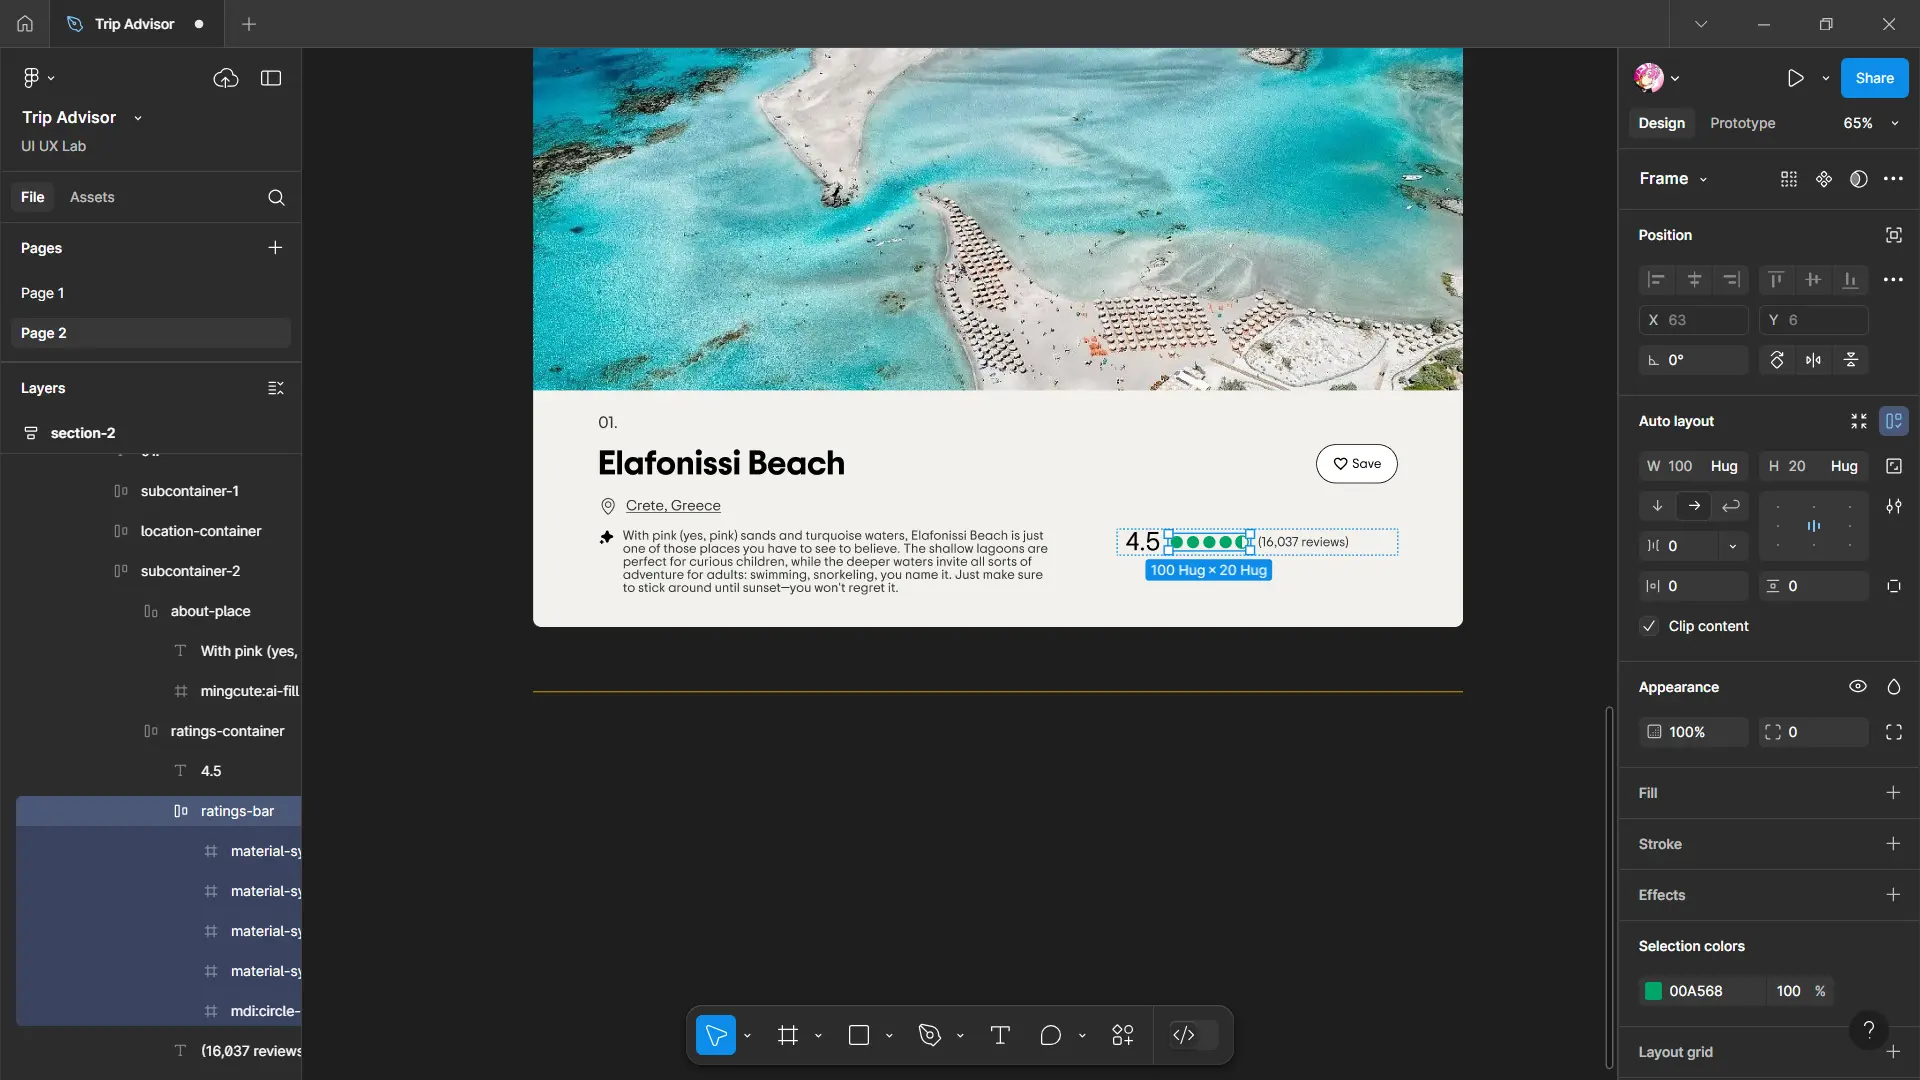 Trip Advisor
Trip Advisor
UI UX Lab
File Assets
Pages
Page 1
Page 2
Layers
section-2
subcontainer-1
location-container
subcontainer-2
about-place
With pink (yes,
mingcute:ai-fill
ratings-container
4.5
ratings-bar
material-sy
material-sy
material-sy
material-sy
mdi:circle-
(16,037 reviews
01.
Elafonissi Beach
Save
Crete, Greece
With pink (yes, pink) sands and turquoise waters, Elafonissi Beach is just
one of those places you have to see to believe. The shallow lagoons are
perfect for curious children, while the deeper waters invite all sorts of
adventure for adults: swimming, snorkeling, you name it. Just make sure
to stick around until sunset—you won't regret it.
4.5 (16,037 reviews)
100 Hug × 20 Hug
Share
Design Prototype 65%
Frame
Position
X 63 Y 6
0°
Auto layout
W 100 Hug H 20 Hug
0
0 0
Clip content
Appearance
100% 0
Fill
Stroke
Effects
Selection colors
00A568 100 %
Layout grid
?